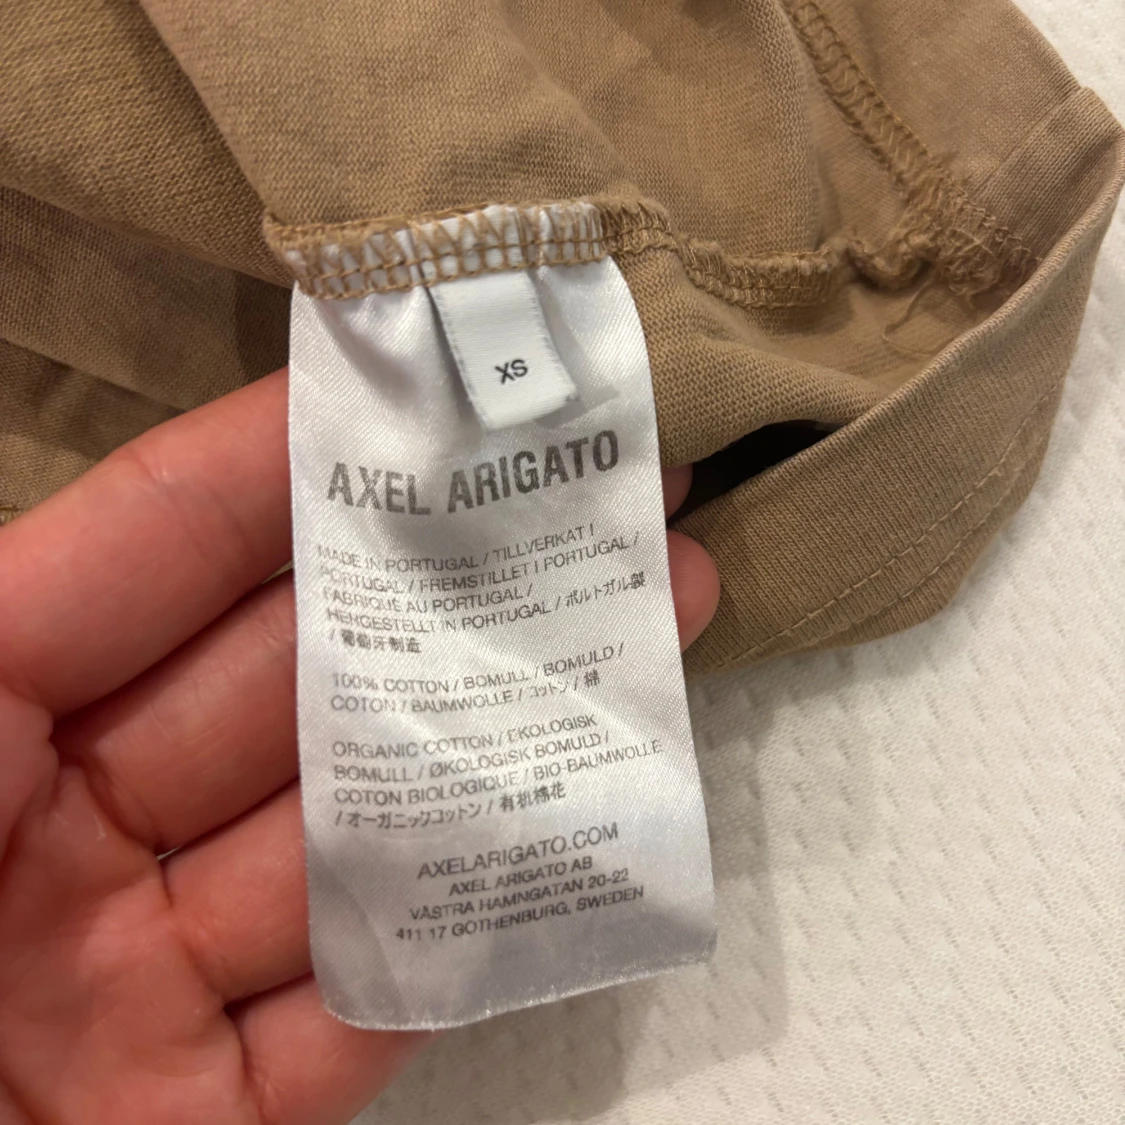 XS
AXEL ARIGATO
MADE IN PORTUGAL / TILLVERKAT I
PORTUGAL / FREMSTILLET I PORTUGAL /
FABRIQUÉ AU PORTUGAL /
HERGESTELLT IN PORTUGAL / ポルトガル製
/ 葡萄牙制造
100% COTTON / BOMULL / BOMULD /
COTON / BAUMWOLLE / コットン / 棉
ORGANIC COTTON / EKOLOGISK
BOMULL / ØKOLOGISK BOMULD /
COTON BIOLOGIQUE / BIO-BAUMWOLLE
/ オーガニックコットン / 有机棉花
AXELARIGATO.COM
AXEL ARIGATO AB
VÄSTRA HAMNGATAN 20-22
411 17 GOTHENBURG, SWEDEN